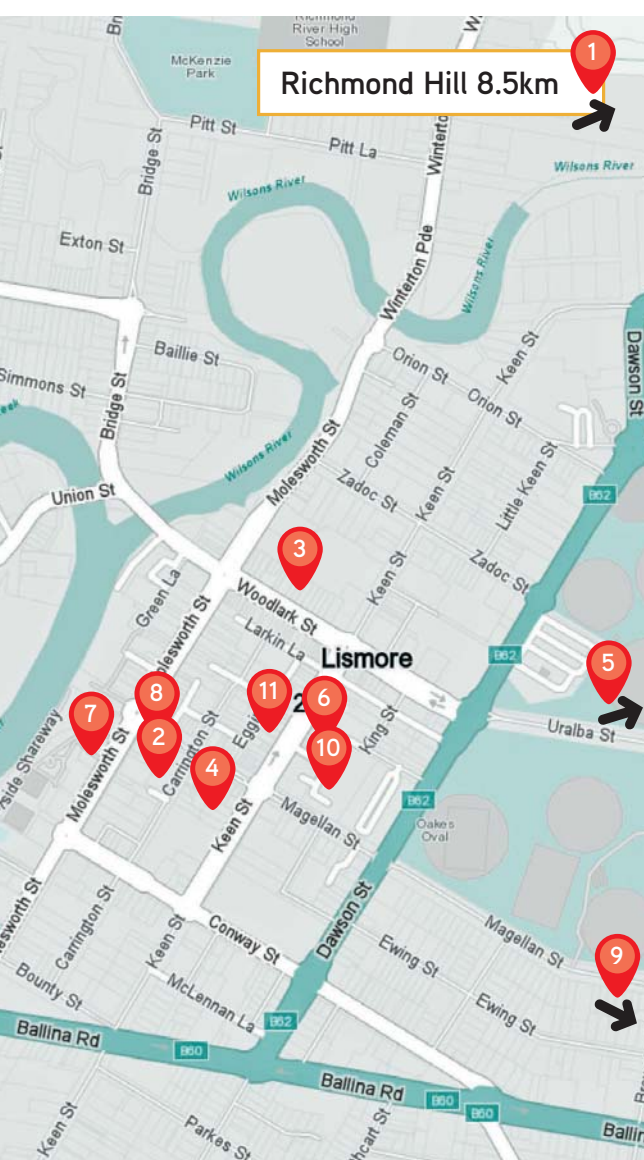 Richmond
River High
School
McKenzie
Park
1
Richmond Hill 8.5km
Pitt St
Pitt La
Bridge St
Wilsons River
Wilsons River
Exton St
Winterton Pde
Wilsons River
Baillie St
Simmons St
Bridge St
Orion St
Keen St
Orion St
Dawson St
Coleman St
Wilsons River
Molesworth St
Union St
Zadoc St
Keen St
Little Keen St
B62
3
Zadoc St
Keen St
Green La
Woodlark St
Larkin La
Lismore
B62
5
Uralba St
8
11
6
7
2
10
4
Carrington St
King St
Molesworth St
Keen St
Magellan St
B62
Oakes
Oval
Dawson St
Magellan St
Carrington St
Keen St
Conway St
Ewing St
9
Ewing St
Bounty St
McLennan La
B62
Ballina Rd
B60
Ballina Rd
B60
B60
Keen St
Parkes St